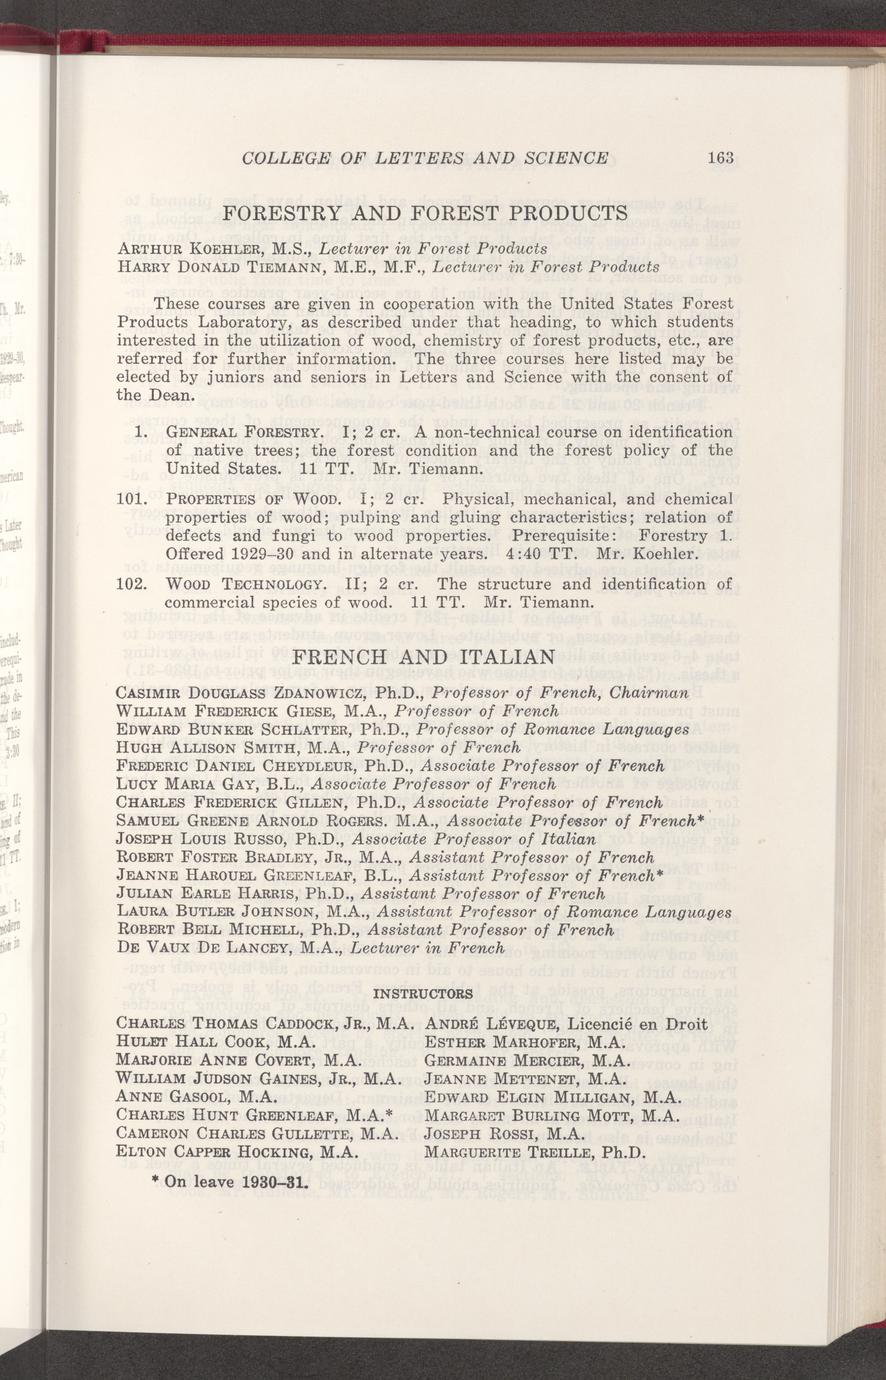 COLLEGE OF LETTERS AND SCIENCE 163
FORESTRY AND FOREST PRODUCTS
ARTHUR KOEHLER, M.S., Lecturer in Forest Products
HARRY DONALD TIEMANN, M.E., M.F., Lecturer in Forest Products
These courses are given in cooperation with the United States Forest
Products Laboratory, as described under that heading, to which students
interested in the utilization of wood, chemistry of forest products, etc., are
referred for further information. The three courses here listed may be
elected by juniors and seniors in Letters and Science with the consent of
the Dean.
1. GENERAL FORESTRY. I; 2 cr. A non-technical course on identification
of native trees; the forest condition and the forest policy of the
United States. 11 TT. Mr. Tiemann.
101. PROPERTIES OF WOOD. I; 2 cr. Physical, mechanical, and chemical
properties of wood; pulping and gluing characteristics; relation of
defects and fungi to wood properties. Prerequisite: Forestry 1.
Offered 1929–30 and in alternate years. 4:40 TT. Mr. Koehler.
102. WOOD TECHNOLOGY. II; 2 cr. The structure and identification of
commercial species of wood. 11 TT. Mr. Tiemann.
FRENCH AND ITALIAN
CASIMIR DOUGLASS ZDANOWICZ, Ph.D., Professor of French, Chairman
WILLIAM FREDERICK GIESE, M.A., Professor of French
EDWARD BUNKER SCHLATTER, Ph.D., Professor of Romance Languages
HUGH ALLISON SMITH, M.A., Professor of French
FREDERIC DANIEL CHEYDLEUR, Ph.D., Associate Professor of French
LUCY MARIA GAY, B.L., Associate Professor of French
CHARLES FREDERICK GILLEN, Ph.D., Associate Professor of French
SAMUEL GREENE ARNOLD ROGERS. M.A., Associate Professor of French*
JOSEPH LOUIS RUSSO, Ph.D., Associate Professor of Italian
ROBERT FOSTER BRADLEY, JR., M.A., Assistant Professor of French
JEANNE HAROUEL GREENLEAF, B.L., Assistant Professor of French*
JULIAN EARLE HARRIS, Ph.D., Assistant Professor of French
LAURA BUTLER JOHNSON, M.A., Assistant Professor of Romance Languages
ROBERT BELL MICHELL, Ph.D., Assistant Professor of French
DE VAUX DE LANCEY, M.A., Lecturer in French
INSTRUCTORS
CHARLES THOMAS CADDOCK, JR., M.A.
HULET HALL COOK, M.A.
MARJORIE ANNE COVERT, M.A.
WILLIAM JUDSON GAINES, JR., M.A.
ANNE GASOOL, M.A.
CHARLES HUNT GREENLEAF, M.A.*
CAMERON CHARLES GULLETTE, M.A.
ELTON CAPPER HOCKING, M.A.
ANDRÉ LÉVEQUE, Licencié en Droit
ESTHER MARHOFER, M.A.
GERMAINE MERCIER, M.A.
JEANNE METTENET, M.A.
EDWARD ELGIN MILLIGAN, M.A.
MARGARET BURLING MOTT, M.A.
JOSEPH ROSSI, M.A.
MARGUERITE TREILLE, Ph.D.
* On leave 1930–31.